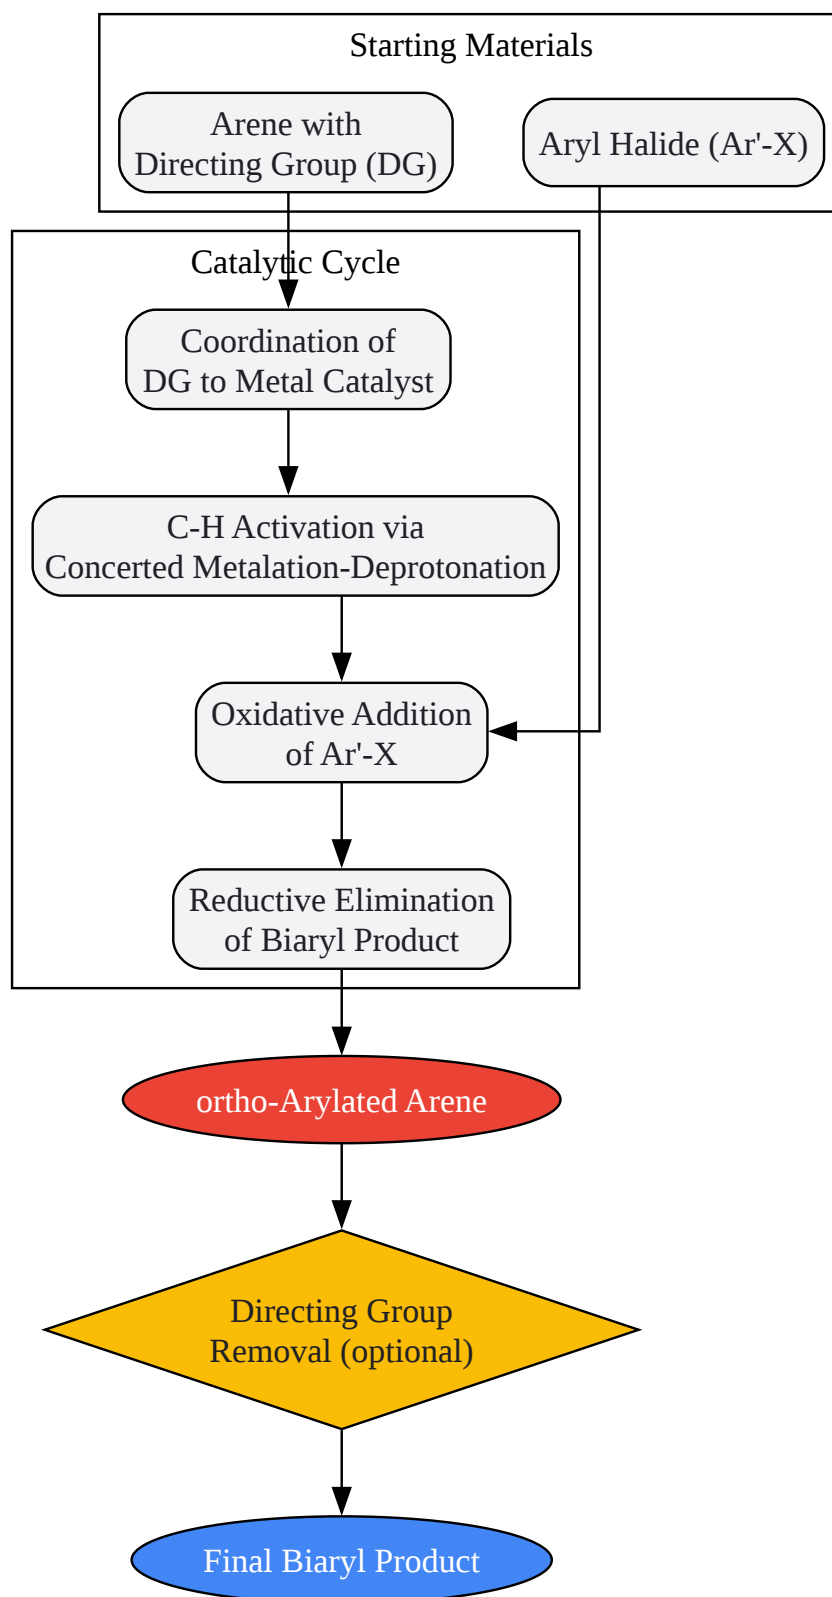 Starting Materials
Arene with
Directing Group (DG)
Aryl Halide (Ar'-X)
Catalytic Cycle
Coordination of
DG to Metal Catalyst
C-H Activation via
Concerted Metalation-Deprotonation
Oxidative Addition
of Ar'-X
Reductive Elimination
of Biaryl Product
ortho-Arylated Arene
Directing Group
Removal (optional)
Final Biaryl Product